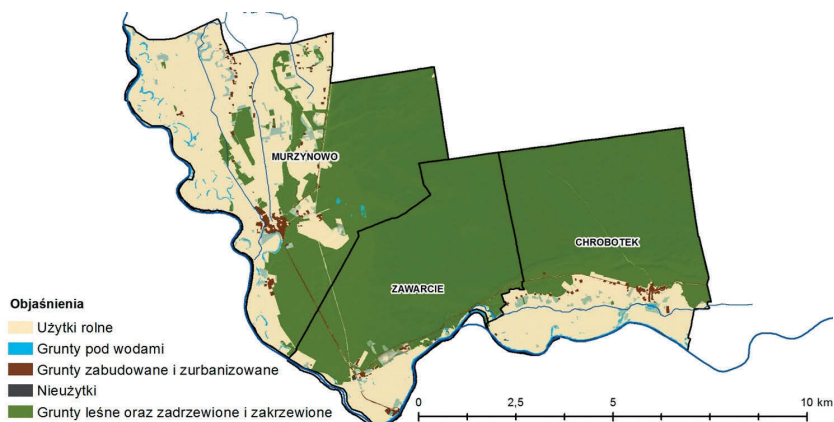 MURZYNOWO
CHROBOTEK
ZAWARCIE
Objaśnienia
Użytki rolne
Grunty pod wodami
Grunty zabudowane i zurbanizowane
Nieużytki
Grunty leśne oraz zadrzewione i zakrzewione
0 2,5 5 10 km